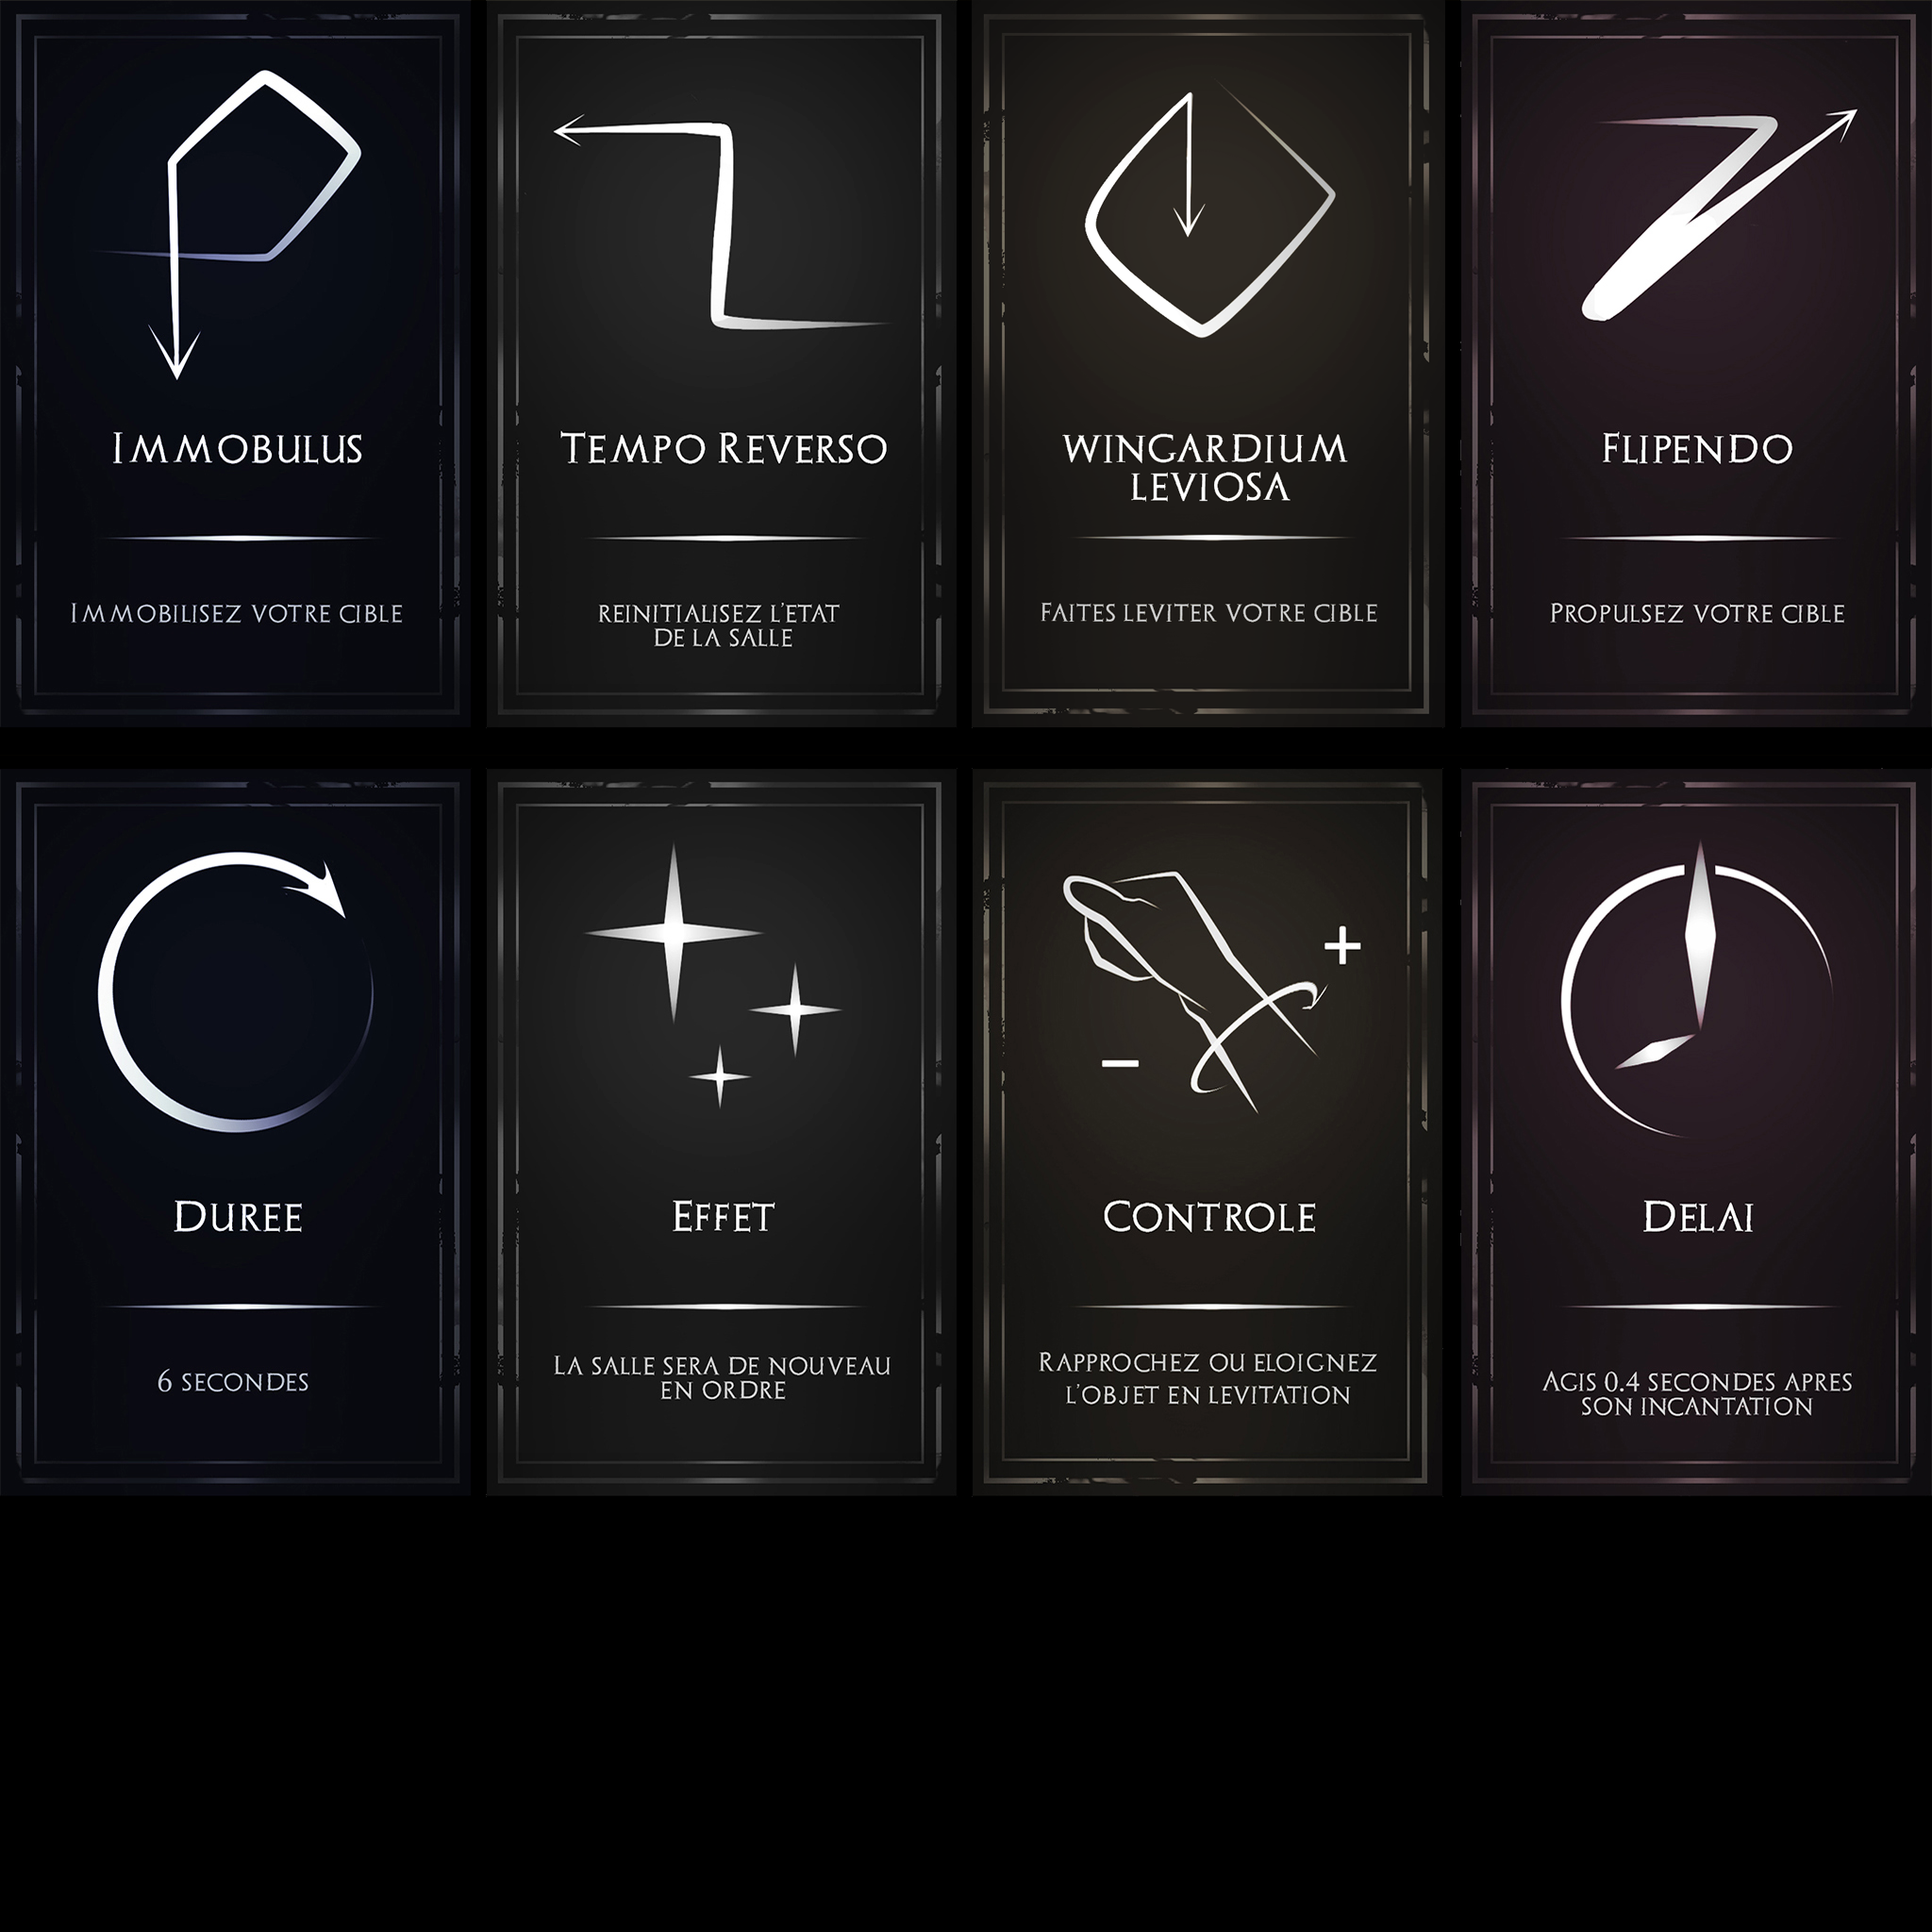 IMMOBULUS
IMMOBILISEZ VOTRE CIBLE
TEMPO REVERSO
REINITIALISEZ L'ETAT
DE LA SALLE
WINGARDIUM
LEVIOSA
FAITES LEVITER VOTRE CIBLE
FLIPENDO
PROPULSEZ VOTRE CIBLE
DUREE
6 SECONDES
EFFET
LA SALLE SERA DE NOUVEAU
EN ORDRE
+
–
CONTROLE
RAPPROCHEZ OU ELOIGNEZ
L'OBJET EN LEVITATION
DELAI
AGIS 0.4 SECONDES APRES
SON INCANTATION